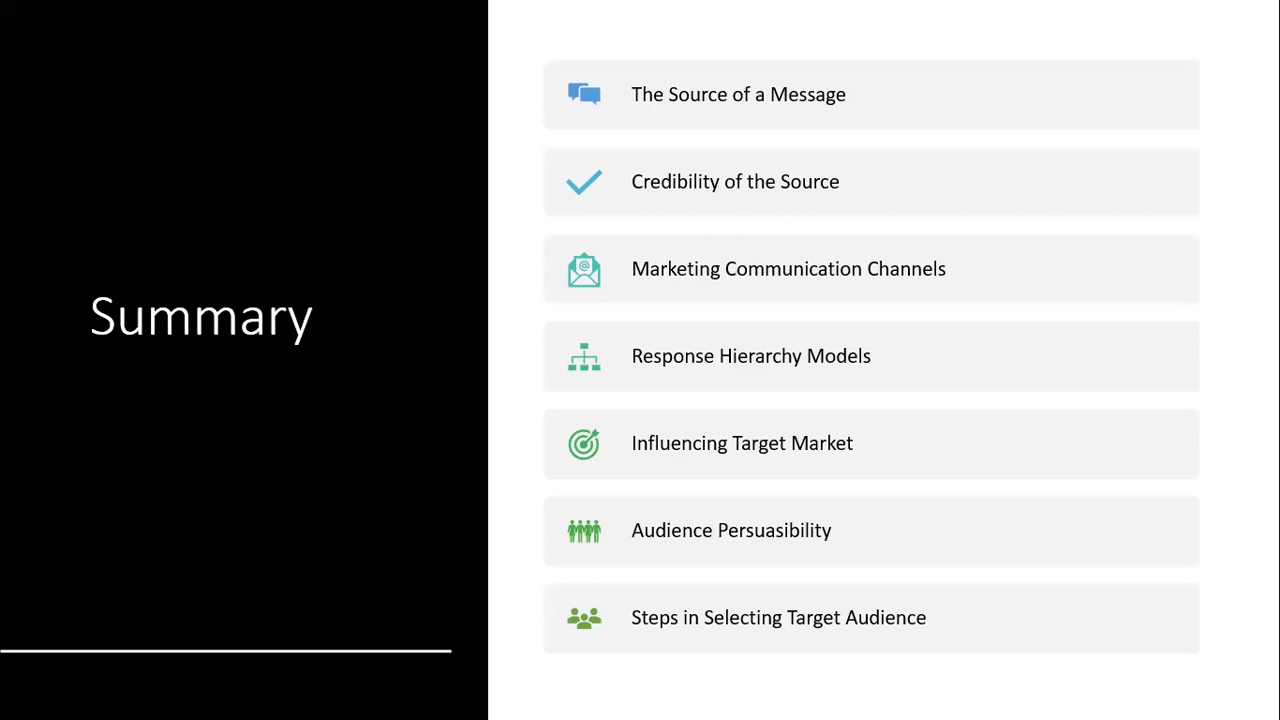 Summary
The Source of a Message
Credibility of the Source
Marketing Communication Channels
Response Hierarchy Models
Influencing Target Market
Audience Persuasibility
Steps in Selecting Target Audience